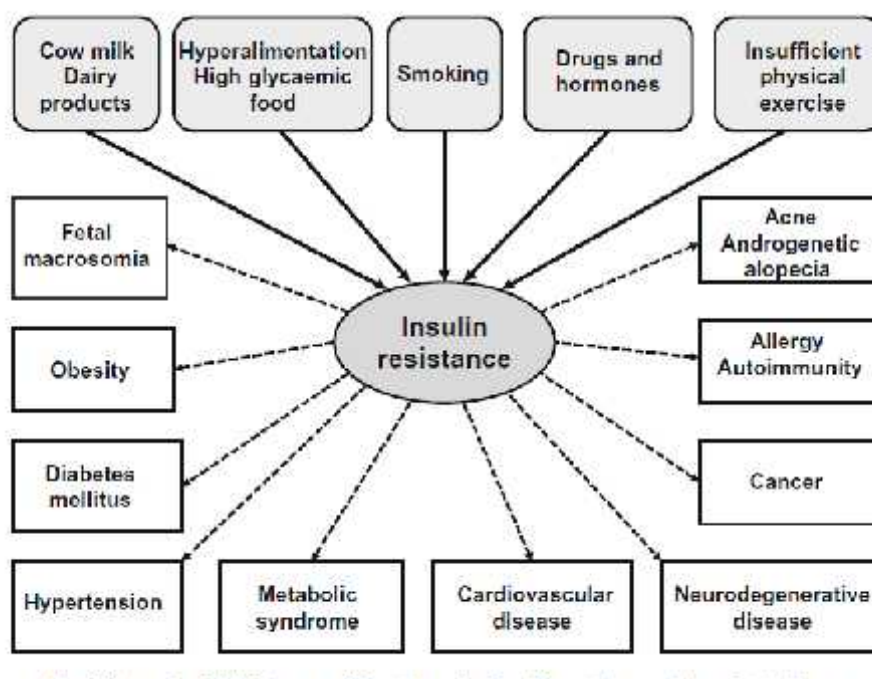 Cow milk
Dairy
products
Hyperalimentation
High glycaemic
food
Smoking
Drugs and
hormones
Insufficient
physical
exercise
Fetal
macrosomia
Acne
Androgenetic
alopecia
Insulin
resistance
Obesity
Allergy
Autoimmunity
Diabetes
mellitus
Cancer
Hypertension
Metabolic
syndrome
Cardiovascular
disease
Neurodegenerative
disease